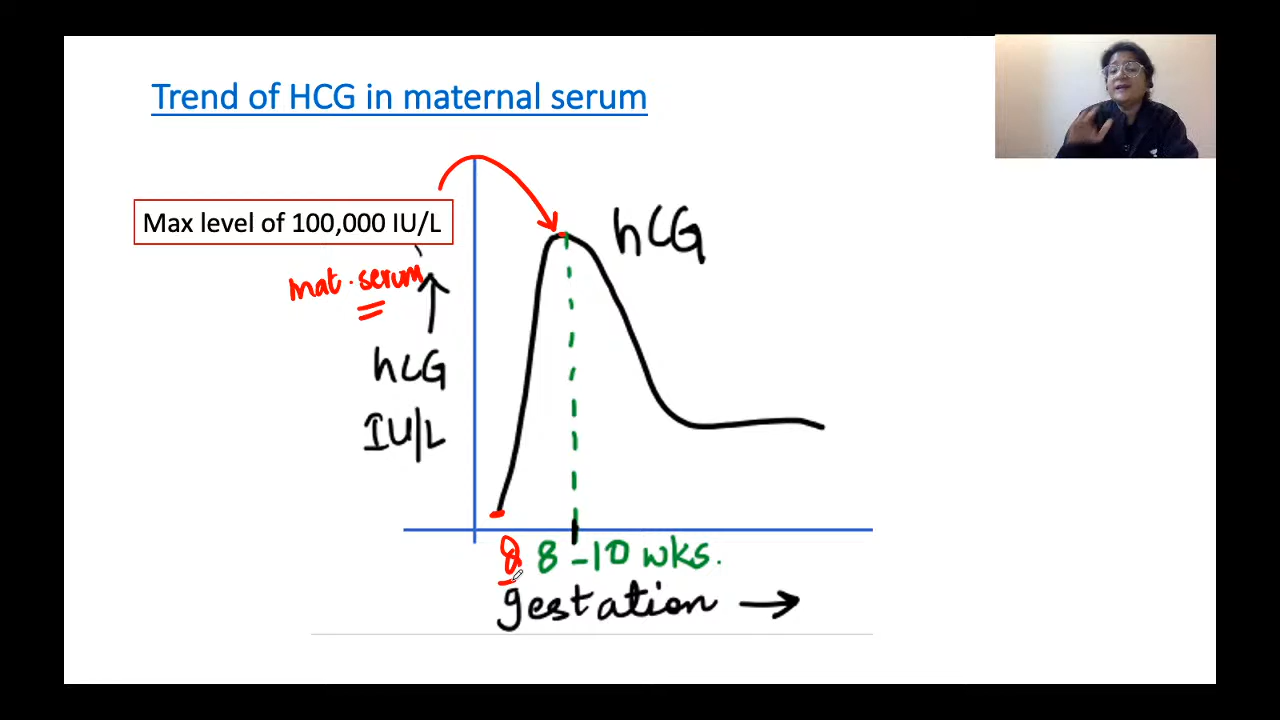 Trend of HCG in maternal serum
Max level of 100,000 IU/L
mat. serum
hCG
hCG
IU/L
8 8-10 wks.
gestation